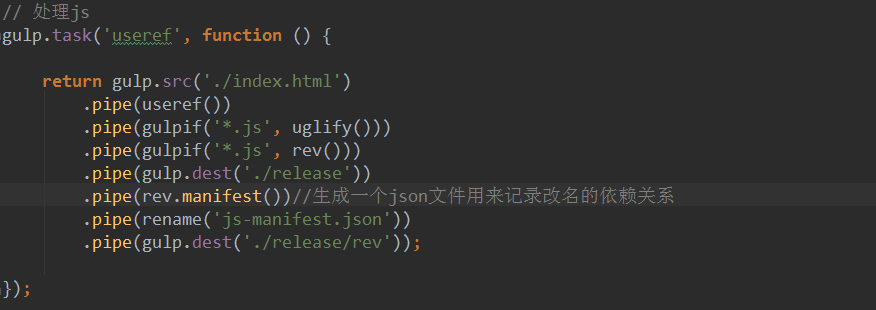 // 处理js
gulp.task('useref', function () {
return gulp.src('./index.html')
.pipe(useref())
.pipe(gulpif('*.js', uglify()))
.pipe(gulpif('*.js', rev()))
.pipe(gulp.dest('./release'))
.pipe(rev.manifest())//生成一个json文件用来记录改名的依赖关系
.pipe(rename('js-manifest.json'))
.pipe(gulp.dest('./release/rev'));
});